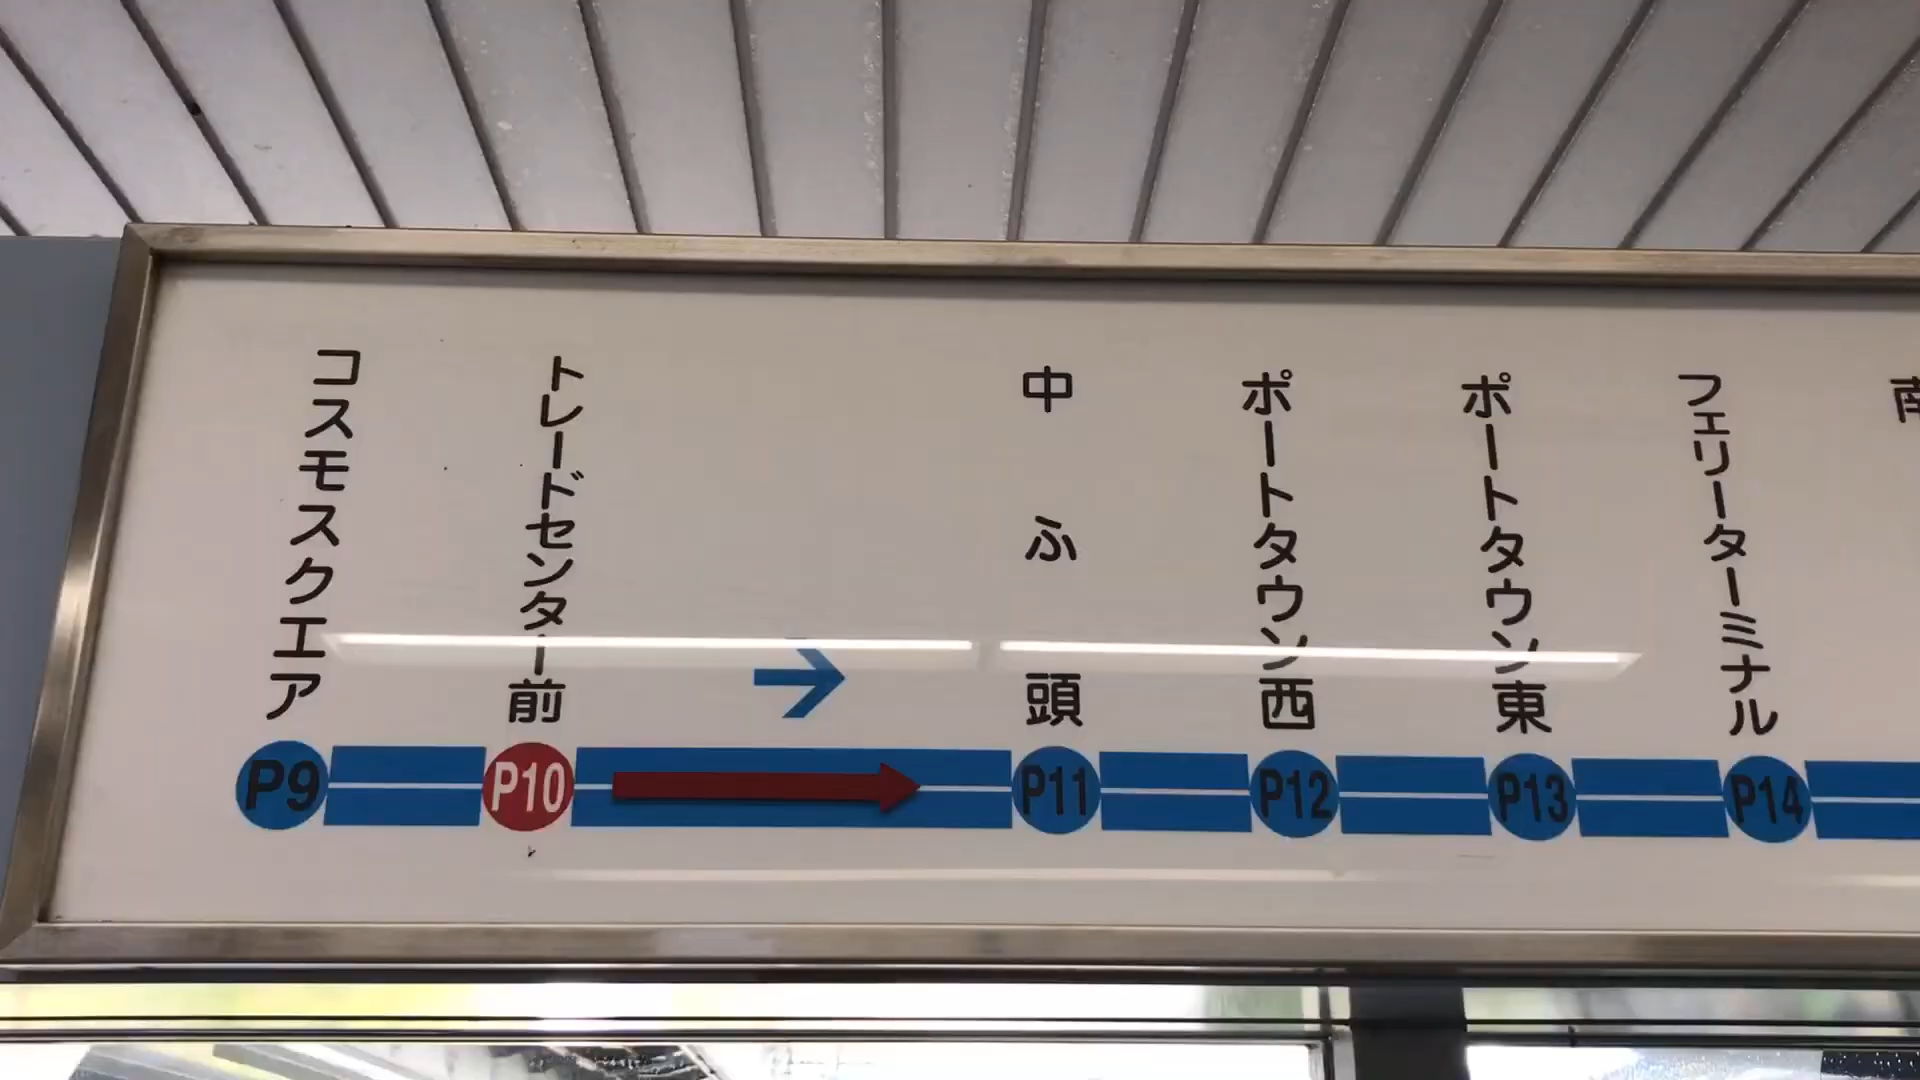 コスモスクエア
トレードセンター前
中ふ頭
ポートタウン西
ポートタウン東
フェリーターミナル
南
P9
P10
P11
P12
P13
P14